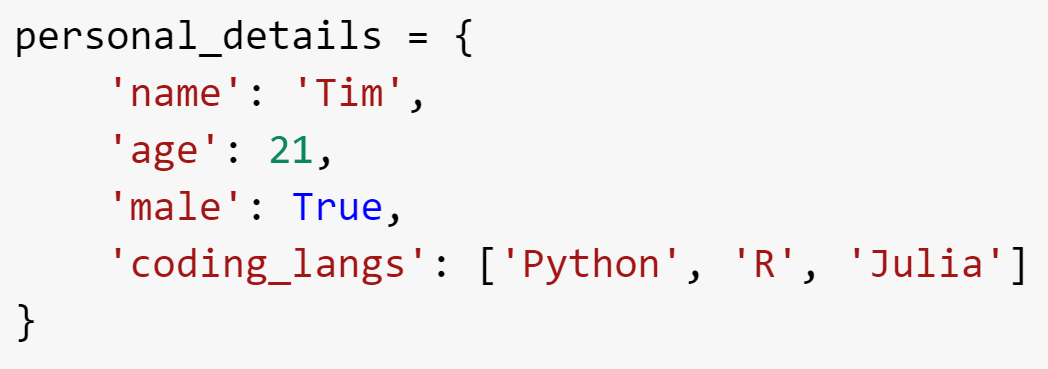 personal_details = {
    'name': 'Tim',
    'age': 21,
    'male': True,
    'coding_langs': ['Python', 'R', 'Julia']
}